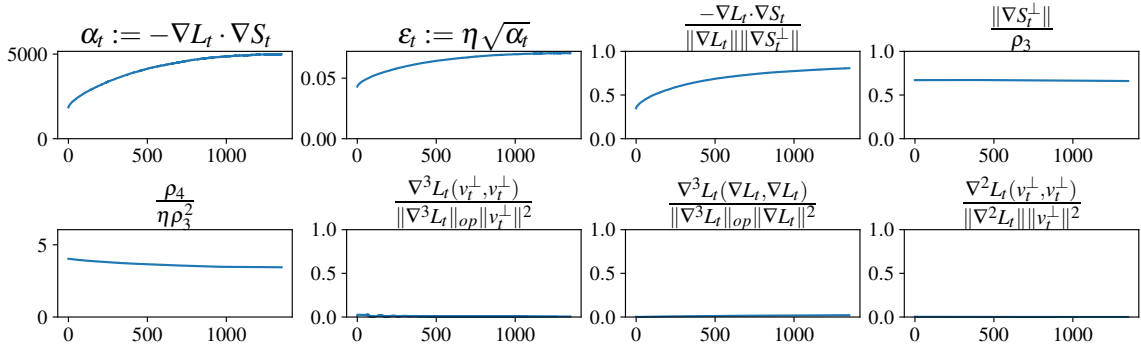 α_t := −∇L_t · ∇S_t
ε_t := η√α_t
−∇L_t·∇S_t / ‖∇L_t‖‖∇S_t^⊥‖
‖∇S_t^⊥‖ / ρ_3
5000
0
0 500 1000
0.05
0.00
0 500 1000
1.0
0.5
0.0
0 500 1000
1.0
0.5
0.0
0 500 1000
ρ_4 / ηρ_3^2
∇^3L_t(v_t^⊥,v_t^⊥) / ‖∇^3L_t‖_op‖v_t^⊥‖^2
∇^3L_t(∇L_t,∇L_t) / ‖∇^3L_t‖_op‖∇L_t‖^2
∇^2L_t(v_t^⊥,v_t^⊥) / ‖∇^2L_t‖‖v_t^⊥‖^2
5
0
0 500 1000
1.0
0.5
0.0
0 500 1000
1.0
0.5
0.0
0 500 1000
1.0
0.5
0.0
0 500 1000